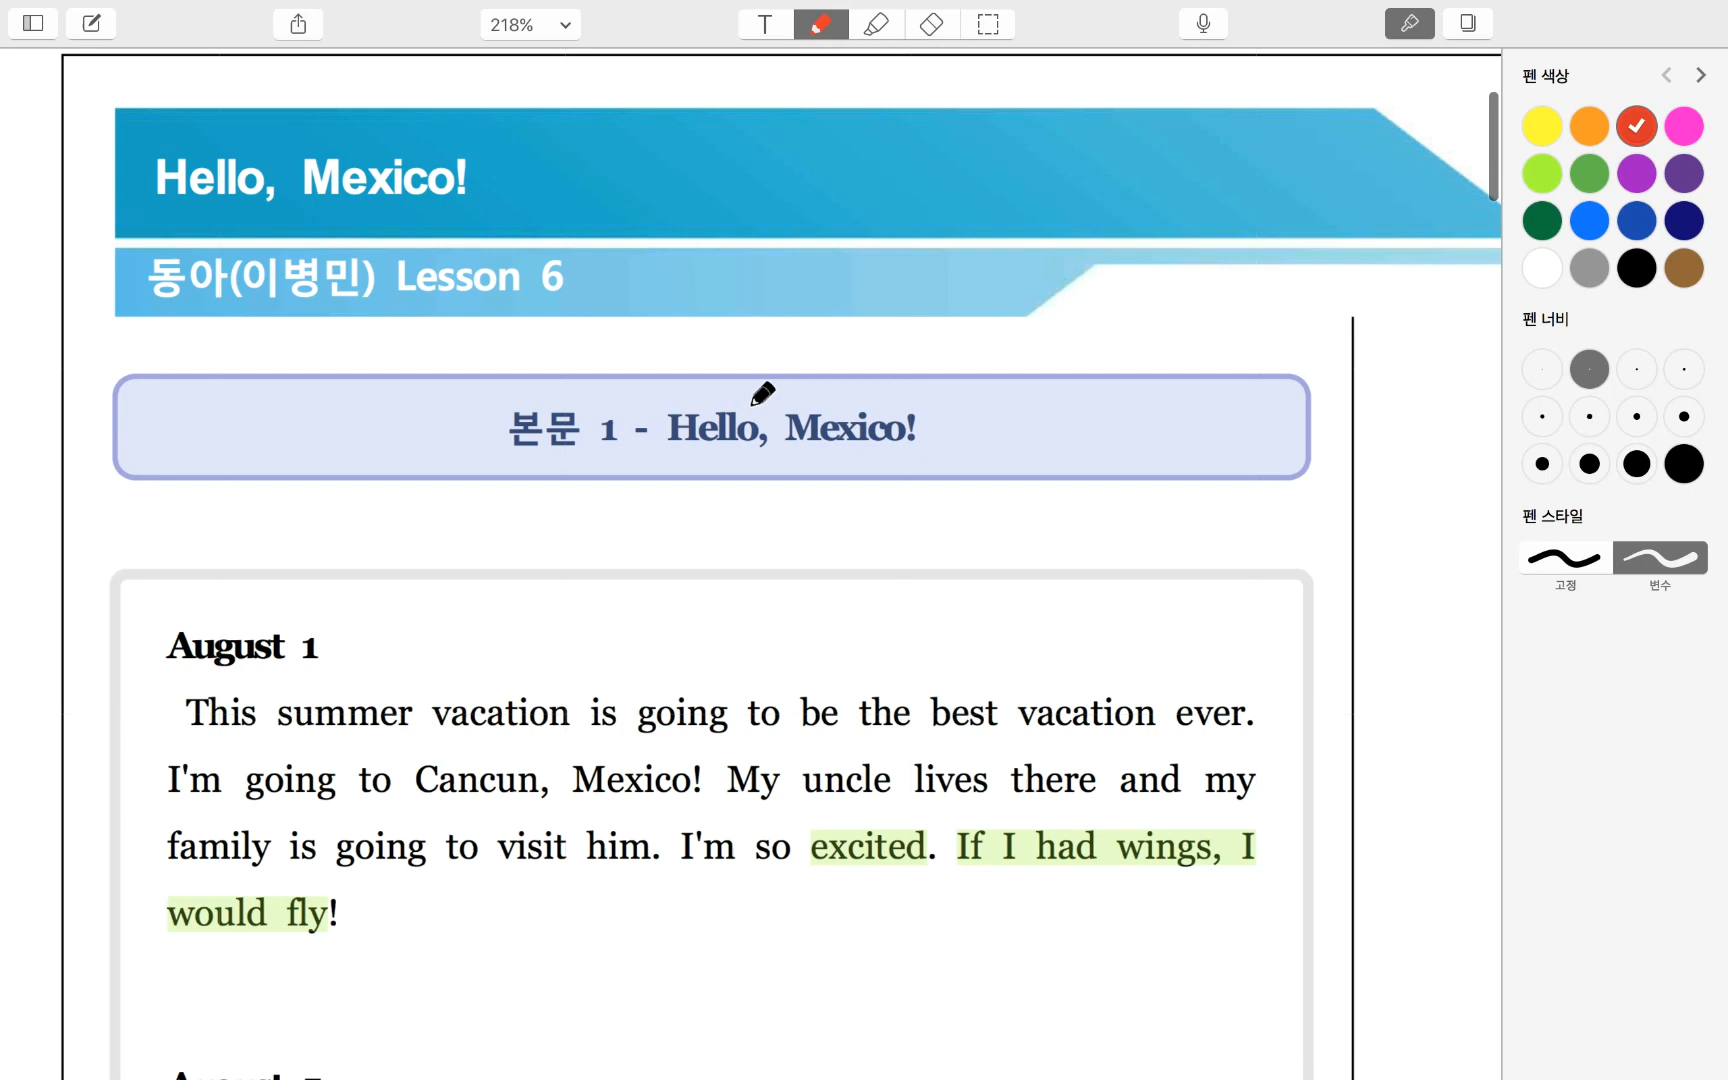 218%
T
Hello, Mexico!
동아(이병민) Lesson 6
본문 1 - Hello, Mexico!
August 1
This summer vacation is going to be the best vacation ever.
I'm going to Cancun, Mexico! My uncle lives there and my
family is going to visit him. I'm so excited. If I had wings, I
would fly!
펜 색상
펜 너비
펜 스타일
고정
변수